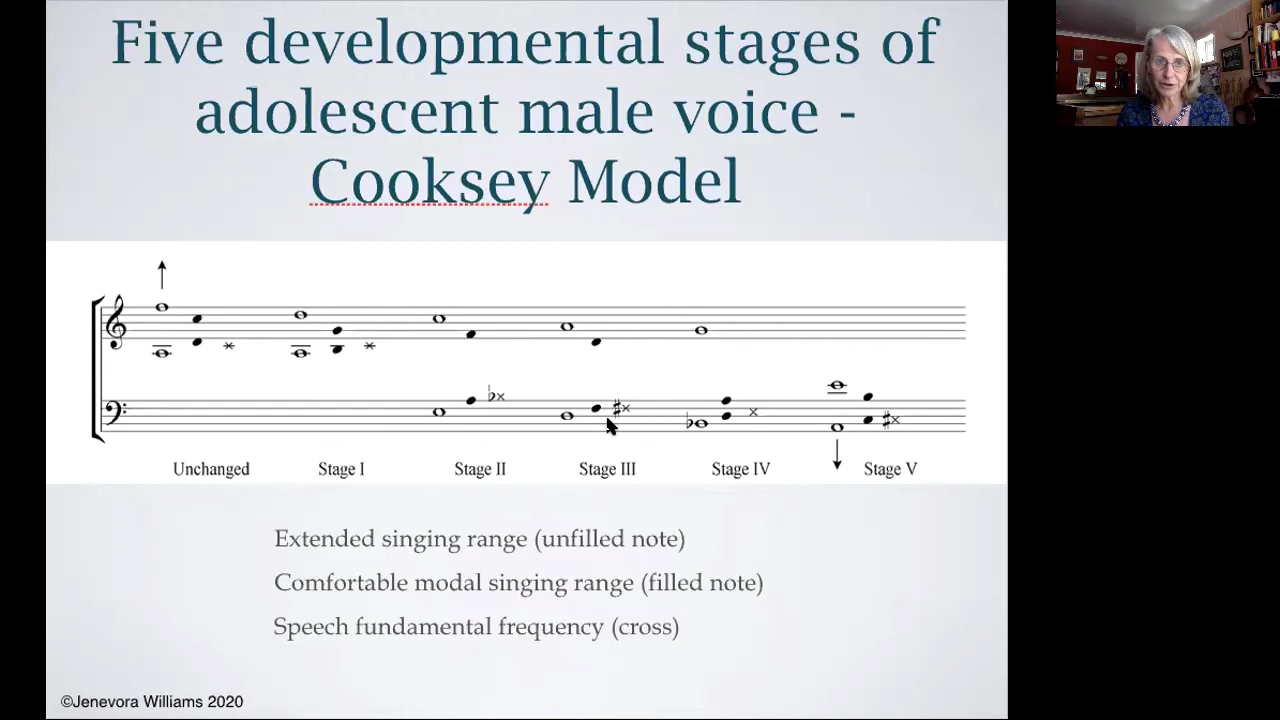 Five developmental stages of
adolescent male voice -
Cooksey Model
Unchanged Stage I Stage II Stage III Stage IV Stage V
Extended singing range (unfilled note)
Comfortable modal singing range (filled note)
Speech fundamental frequency (cross)
©Jenevora Williams 2020